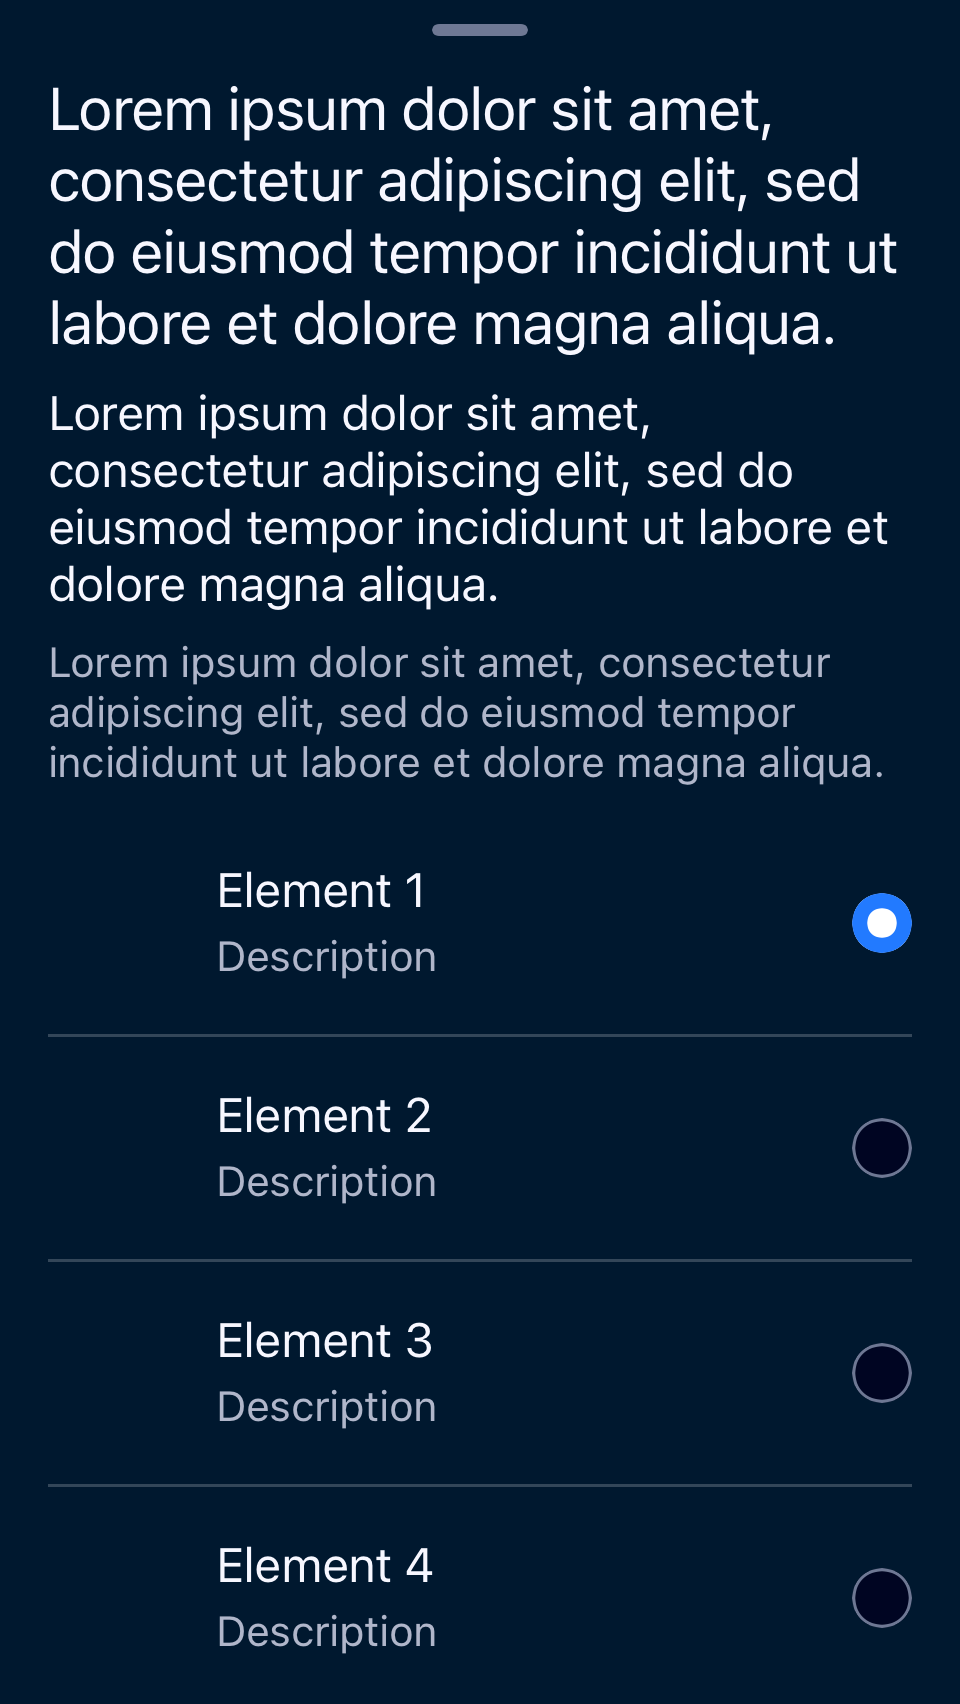 Lorem ipsum dolor sit amet,
consectetur adipiscing elit, sed
do eiusmod tempor incididunt ut
labore et dolore magna aliqua.
Lorem ipsum dolor sit amet,
consectetur adipiscing elit, sed do
eiusmod tempor incididunt ut labore et
dolore magna aliqua.
Lorem ipsum dolor sit amet, consectetur
adipiscing elit, sed do eiusmod tempor
incididunt ut labore et dolore magna aliqua.
Element 1
Description
Element 2
Description
Element 3
Description
Element 4
Description